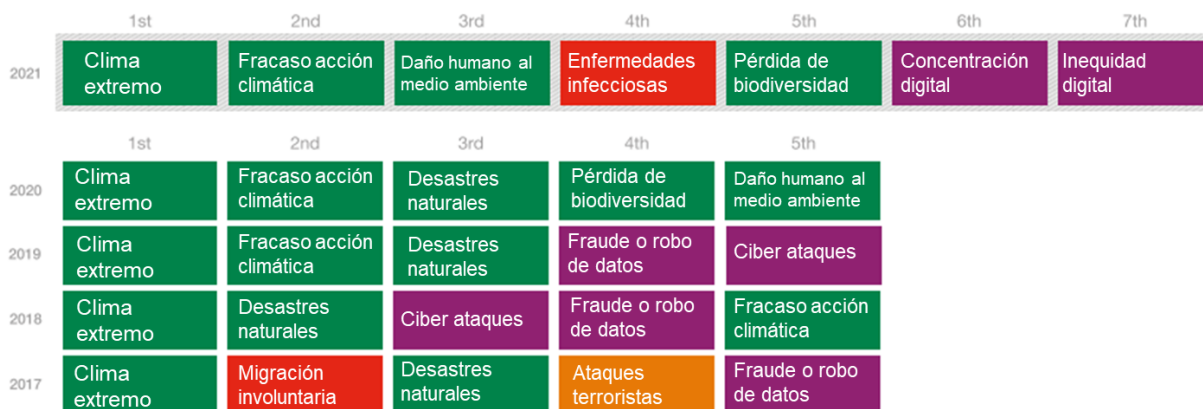 1st 2nd 3rd 4th 5th 6th 7th
2021
Clima
extremo
Fracaso acción
climática
Daño humano al
medio ambiente
Enfermedades
infecciosas
Pérdida de
biodiversidad
Concentración
digital
Inequidad
digital
1st 2nd 3rd 4th 5th
2020
Clima
extremo
Fracaso acción
climática
Desastres
naturales
Pérdida de
biodiversidad
Daño humano al
medio ambiente
2019
Clima
extremo
Fracaso acción
climática
Desastres
naturales
Fraude o robo
de datos
Ciber ataques
2018
Clima
extremo
Desastres
naturales
Ciber ataques
Fraude o robo
de datos
Fracaso acción
climática
2017
Clima
extremo
Migración
involuntaria
Desastres
naturales
Ataques
terroristas
Fraude o robo
de datos